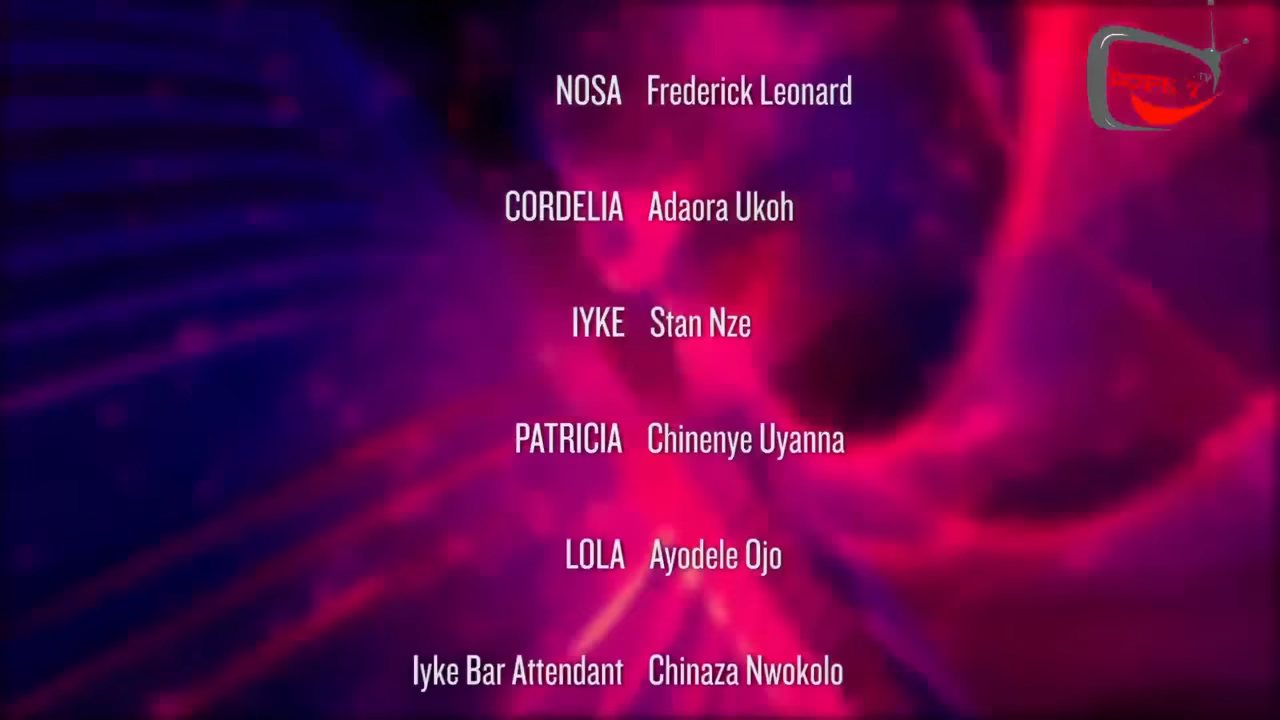 NOSA Frederick Leonard
CORDELIA Adaora Ukoh
IYKE Stan Nze
PATRICIA Chinenye Uyanna
LOLA Ayodele Ojo
Iyke Bar Attendant Chinaza Nwokolo